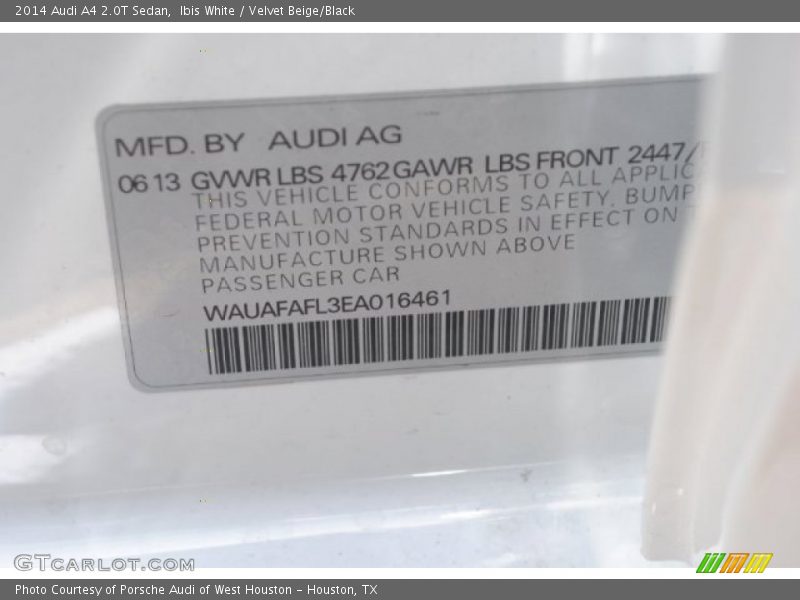 2014 Audi A4 2.0T Sedan,  Ibis White / Velvet Beige/Black
MFD. BY AUDI AG
06 13 GVWR LBS 4762 GAWR LBS FRONT 2447/
THIS VEHICLE CONFORMS TO ALL APPLIC
FEDERAL MOTOR VEHICLE SAFETY, BUMP
PREVENTION STANDARDS IN EFFECT ON
MANUFACTURE SHOWN ABOVE
PASSENGER CAR
WAUAFAFL3EA016461
GTCARLOT.COM
Photo Courtesy of Porsche Audi of West Houston - Houston, TX